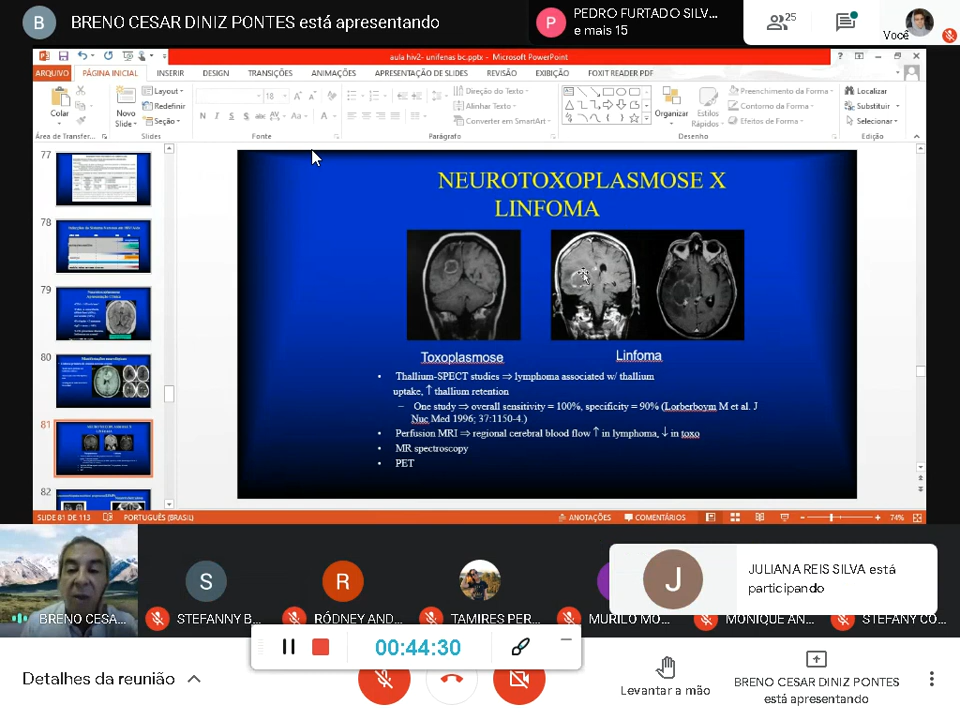 B BRENO CESAR DINIZ PONTES está apresentando
P PEDRO FURTADO SILV...
e mais 15
25
Você
aula hiv2- unifenas bc.pptx - Microsoft PowerPoint
ARQUIVO PÁGINA INICIAL INSERIR DESIGN TRANSIÇÕES ANIMAÇÕES APRESENTAÇÃO DE SLIDES REVISÃO EXIBIÇÃO FOXIT READER PDF
Colar
Novo
Slide
Layout
Redefinir
Seção
18
N I S S abc AV Aa A
Direção do Texto
Alinhar Texto
Converter em SmartArt
Organizar
Estilos
Rápidos
Preenchimento da Forma
Contorno da Forma
Efeitos de Forma
Localizar
Substituir
Selecionar
Área de Transfer...
Slides
Fonte
Parágrafo
Desenho
Edição
77
78
79
80
81
82
NEUROTOXOPLASMOSE X
LINFOMA
Toxoplasmose
Linfoma
• Thallium-SPECT studies ⇒ lymphoma associated w/ thallium
uptake, ↑ thallium retention
– One study ⇒ overall sensitivity = 100%, specificity = 90% (Lorberboym M et al. J
Nuc Med 1996; 37:1150-4.)
• Perfusion MRI ⇒ regional cerebral blood flow ↑ in lymphoma, ↓ in toxo
• MR spectroscopy
• PET
SLIDE 81 DE 113 PORTUGUÊS (BRASIL)
ANOTAÇÕES COMENTÁRIOS 74%
S
R
J
JULIANA REIS SILVA está
participando
BRENO CESA...
STEFANNY B...
RÓDNEY AND...
TAMIRES PER...
MURILO MO...
MONIQUE AN...
STEFANY CO...
00:44:30
Detalhes da reunião
Levantar a mão
BRENO CESAR DINIZ PONTES
está apresentando